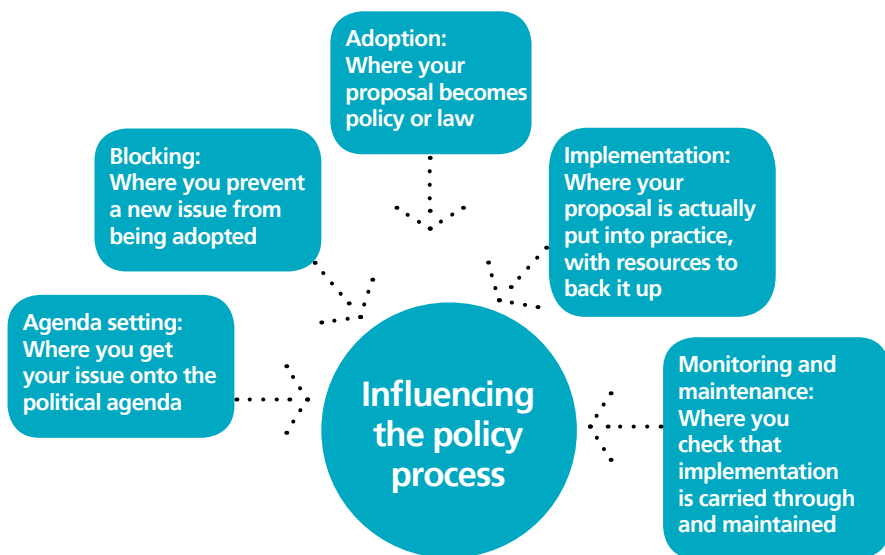 Agenda setting:
Where you get
your issue onto the
political agenda
Blocking:
Where you prevent
a new issue from
being adopted
Adoption:
Where your
proposal becomes
policy or law
Implementation:
Where your
proposal is actually
put into practice,
with resources to
back it up
Monitoring and
maintenance:
Where you
check that
implementation
is carried through
and maintained
Influencing
the policy
process